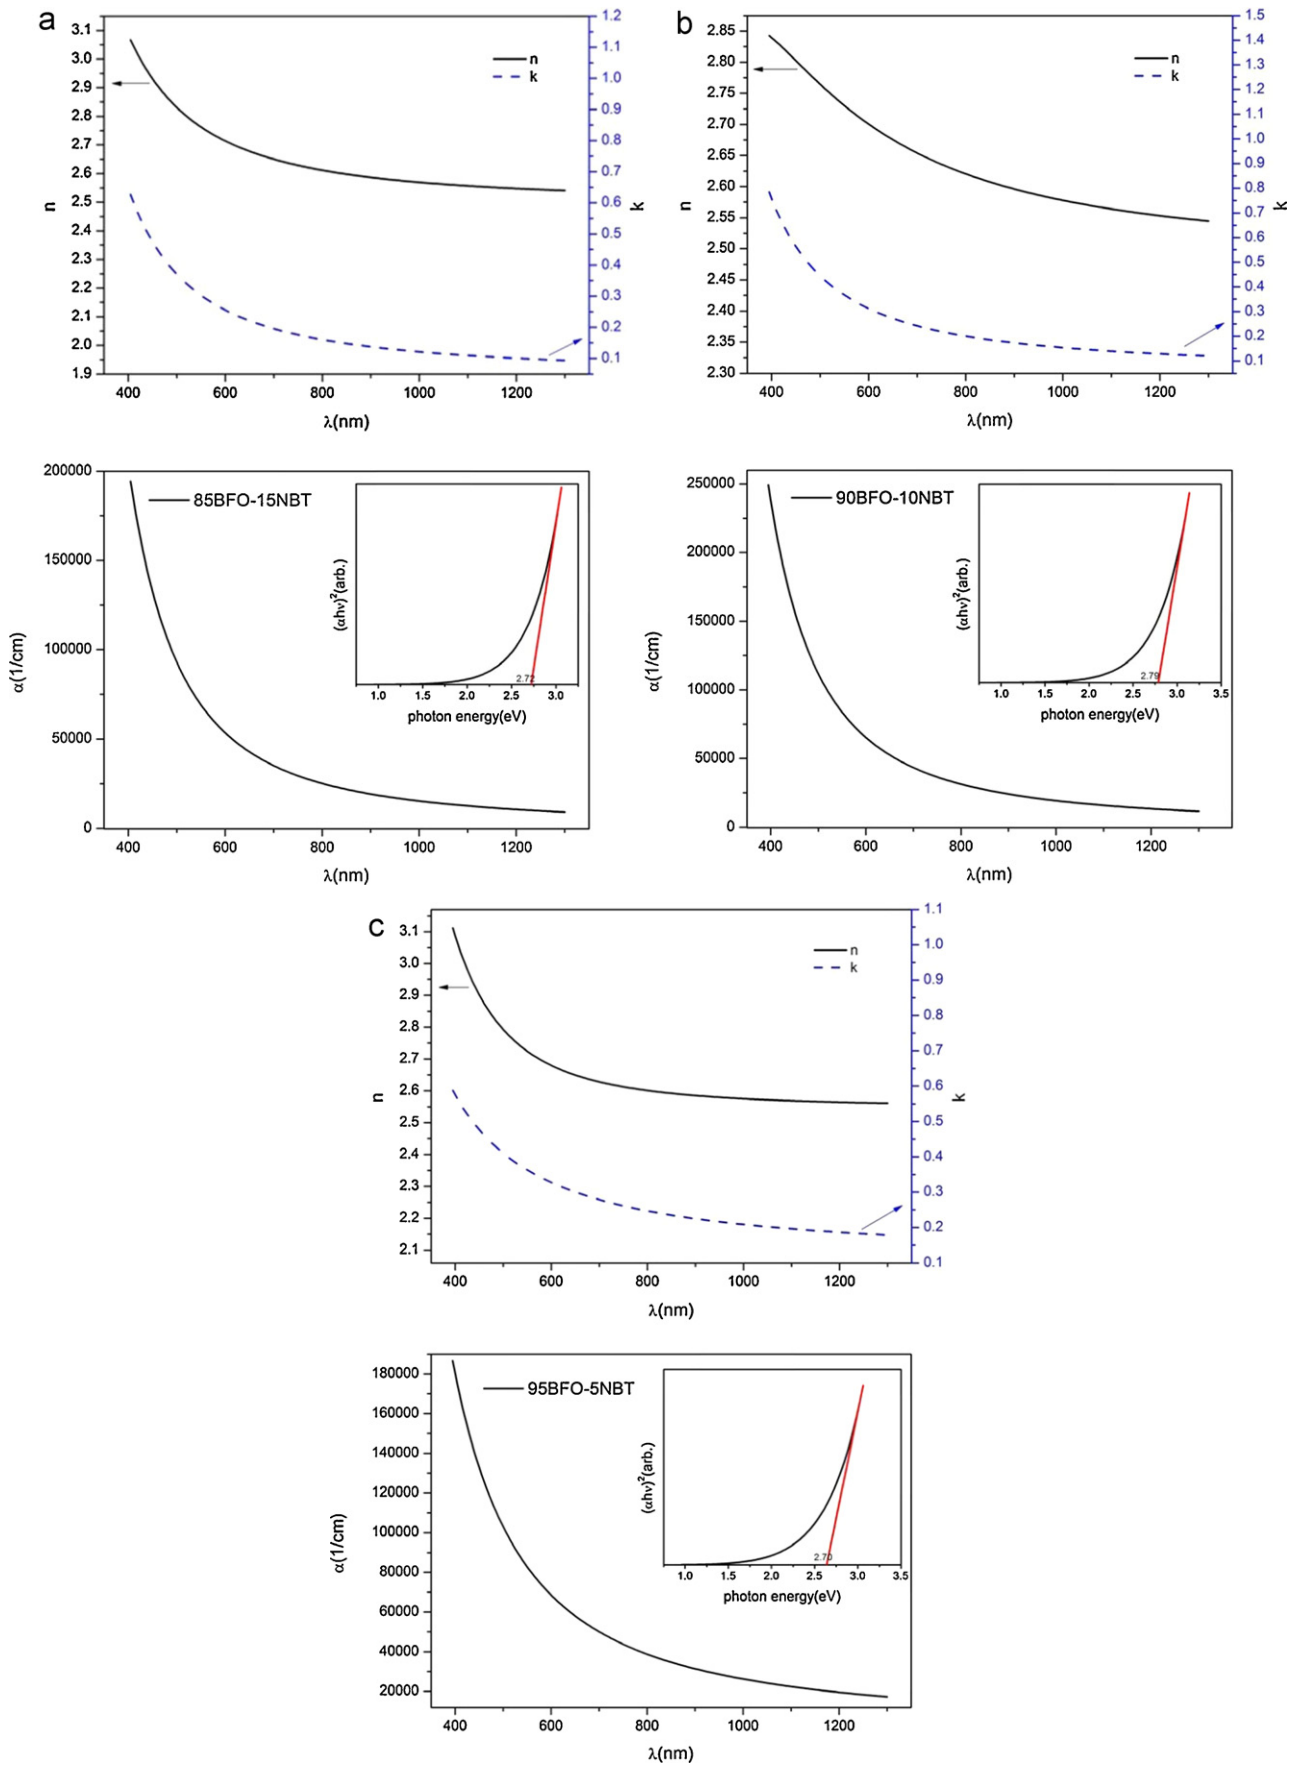 a
3.1
3.0
2.9
2.8
2.7
2.6
2.5
2.4
2.3
2.2
2.1
2.0
1.9
n
1.2
1.1
1.0
0.9
0.8
0.7
0.6
0.5
0.4
0.3
0.2
0.1
k
n
k
400 600 800 1000 1200
λ(nm)
b
2.85
2.80
2.75
2.70
2.65
2.60
2.55
2.50
2.45
2.40
2.35
2.30
n
1.5
1.4
1.3
1.2
1.1
1.0
0.9
0.8
0.7
0.6
0.5
0.4
0.3
0.2
0.1
k
n
k
400 600 800 1000 1200
λ(nm)
200000
150000
100000
50000
0
α(1/cm)
85BFO-15NBT
(αhν)²(arb.)
2.72
1.0 1.5 2.0 2.5 3.0
photon energy(eV)
400 600 800 1000 1200
λ(nm)
250000
200000
150000
100000
50000
0
α(1/cm)
90BFO-10NBT
(αhν)²(arb.)
2.79
1.0 1.5 2.0 2.5 3.0 3.5
photon energy(eV)
400 600 800 1000 1200
λ(nm)
c
3.1
3.0
2.9
2.8
2.7
2.6
2.5
2.4
2.3
2.2
2.1
n
1.1
1.0
0.9
0.8
0.7
0.6
0.5
0.4
0.3
0.2
0.1
k
n
k
400 600 800 1000 1200
λ(nm)
180000
160000
140000
120000
100000
80000
60000
40000
20000
α(1/cm)
95BFO-5NBT
(αhν)²(arb.)
2.70
1.0 1.5 2.0 2.5 3.0 3.5
photon energy(eV)
400 600 800 1000 1200
λ(nm)